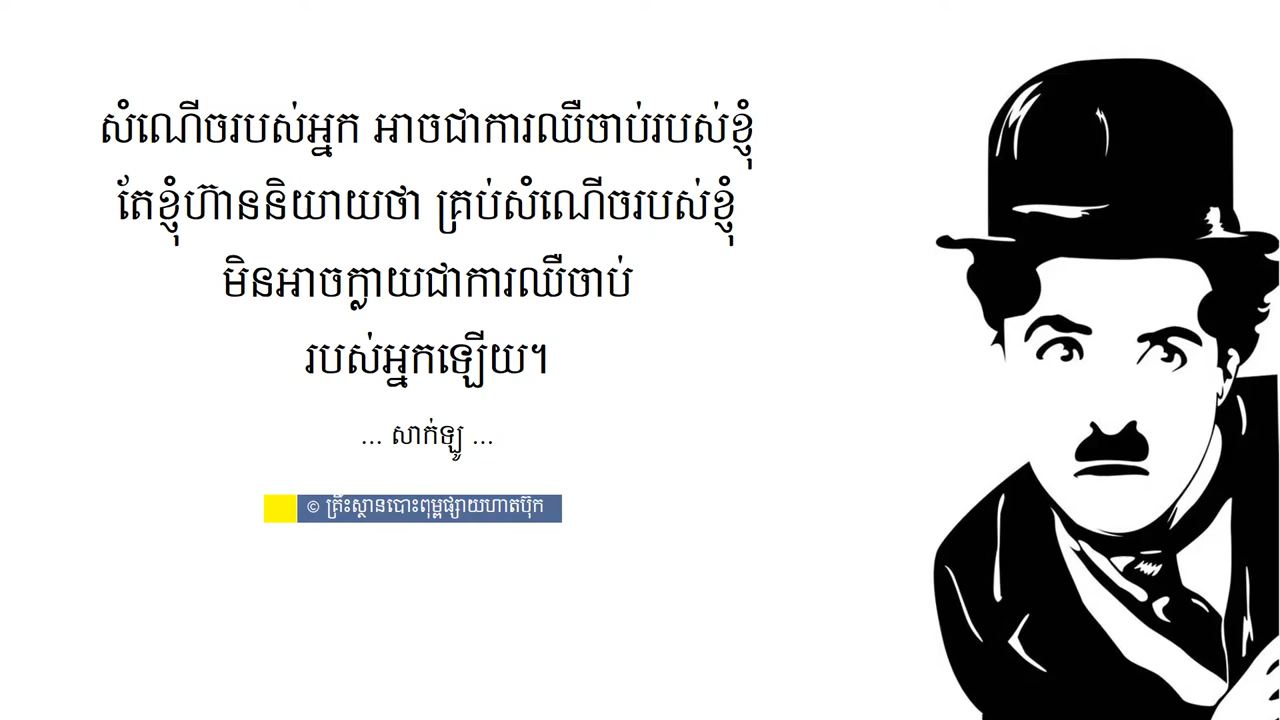 សំណើចរបស់អ្នក អាចជាការឈឺចាប់របស់ខ្ញុំ
តែខ្ញុំហ៊ាននិយាយថា គ្រប់សំណើចរបស់ខ្ញុំ
មិនអាចក្លាយជាការឈឺចាប់
របស់អ្នកឡើយ។
... សាក់ឡូ ...
© គ្រឹះស្ថានបោះពុម្ពផ្សាយហាតប៊ុក